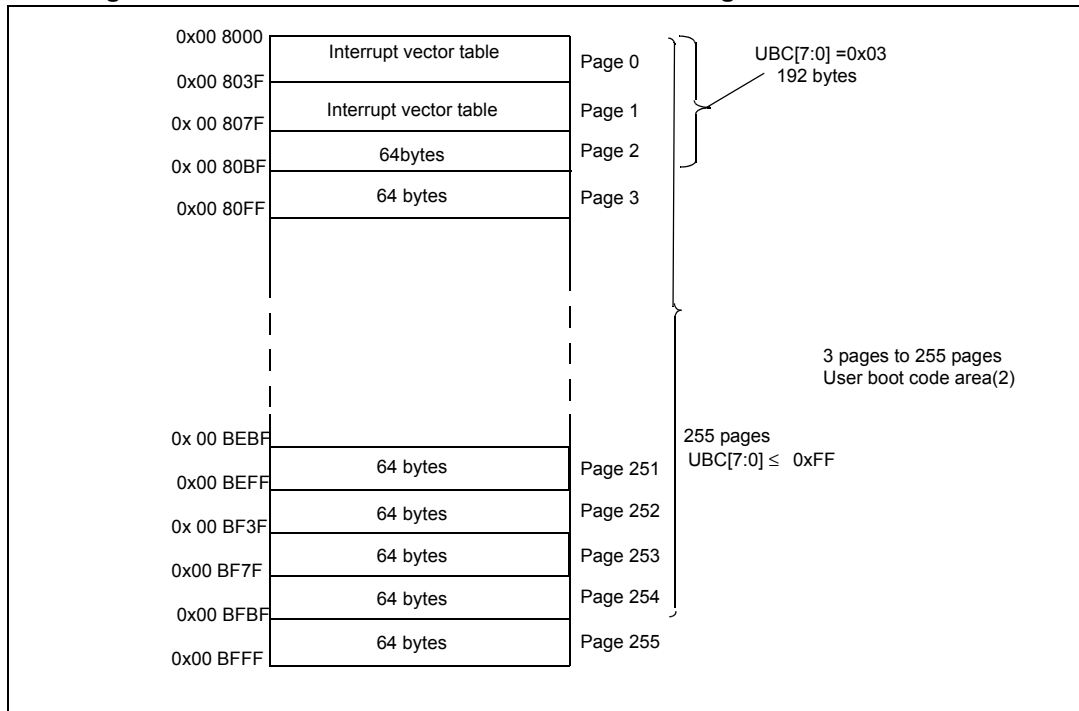 0x00 8000
Interrupt vector table
Page 0
UBC[7:0] =0x03
192 bytes
0x00 803F
Interrupt vector table
Page 1
0x 00 807F
64bytes
Page 2
0x 00 80BF
64 bytes
Page 3
0x00 80FF
3 pages to 255 pages
User boot code area(2)
0x 00 BEBF
255 pages
UBC[7:0] ≤ 0xFF
64 bytes
Page 251
0x00 BEFF
64 bytes
Page 252
0x 00 BF3F
64 bytes
Page 253
0x00 BF7F
64 bytes
Page 254
0x00 BFBF
64 bytes
Page 255
0x00 BFFF